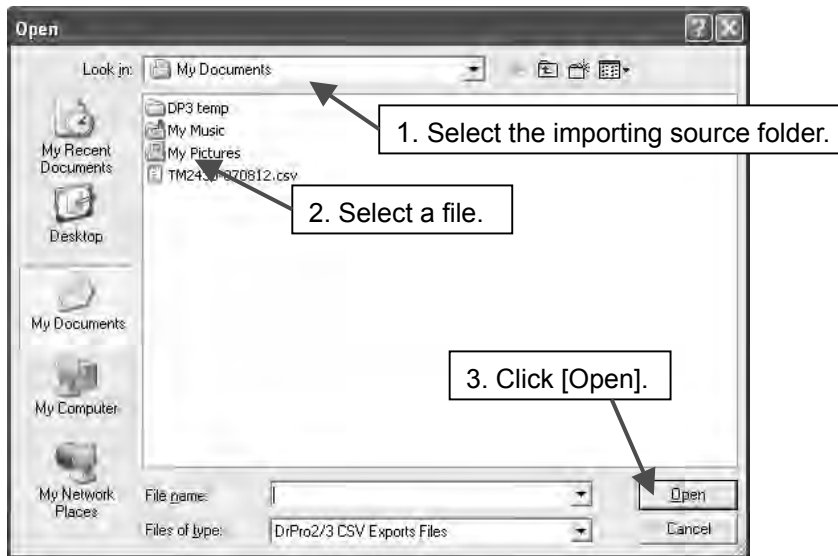 Open
Look in: My Documents
DP3 temp
My Music
1. Select the importing source folder.
My Recent
Documents
My Pictures
2. Select a file.
Desktop
My Documents
3. Click [Open].
My Computer
My Network
Places
File name:
Open
Files of type: DrPro2/3 CSV Exports Files
Cancel